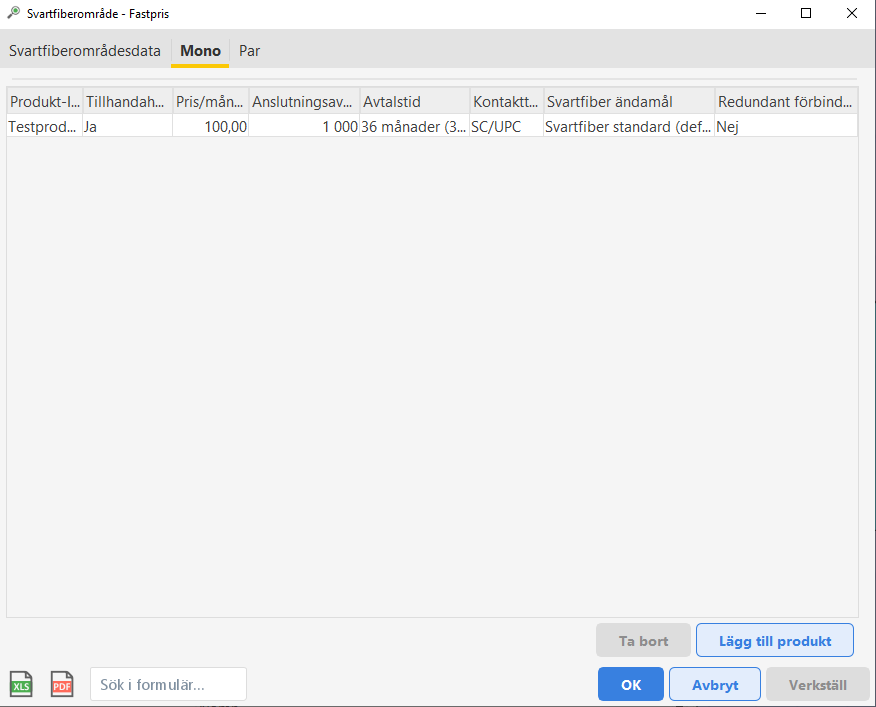 Svartfiberområde - Fastpris
Svartfiberområdesdata Mono Par
Produkt-I... Tillhandah... Pris/mån... Anslutningsav... Avtalstid Kontaktt... Svartfiber ändamål Redundant förbind...
Testprod... Ja 100,00 1 000 36 månader (3... SC/UPC Svartfiber standard (def... Nej
Ta bort Lägg till produkt
XLS PDF Sök i formulär... OK Avbryt Verkställ